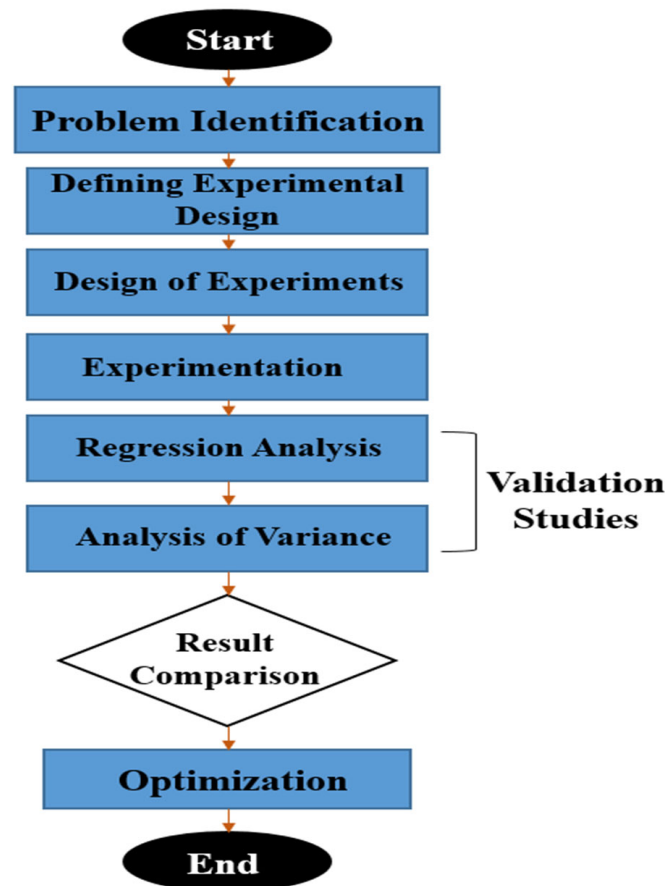 Start
Problem Identification
Defining Experimental
Design
Design of Experiments
Experimentation
Regression Analysis
Analysis of Variance
Validation
Studies
Result
Comparison
Optimization
End